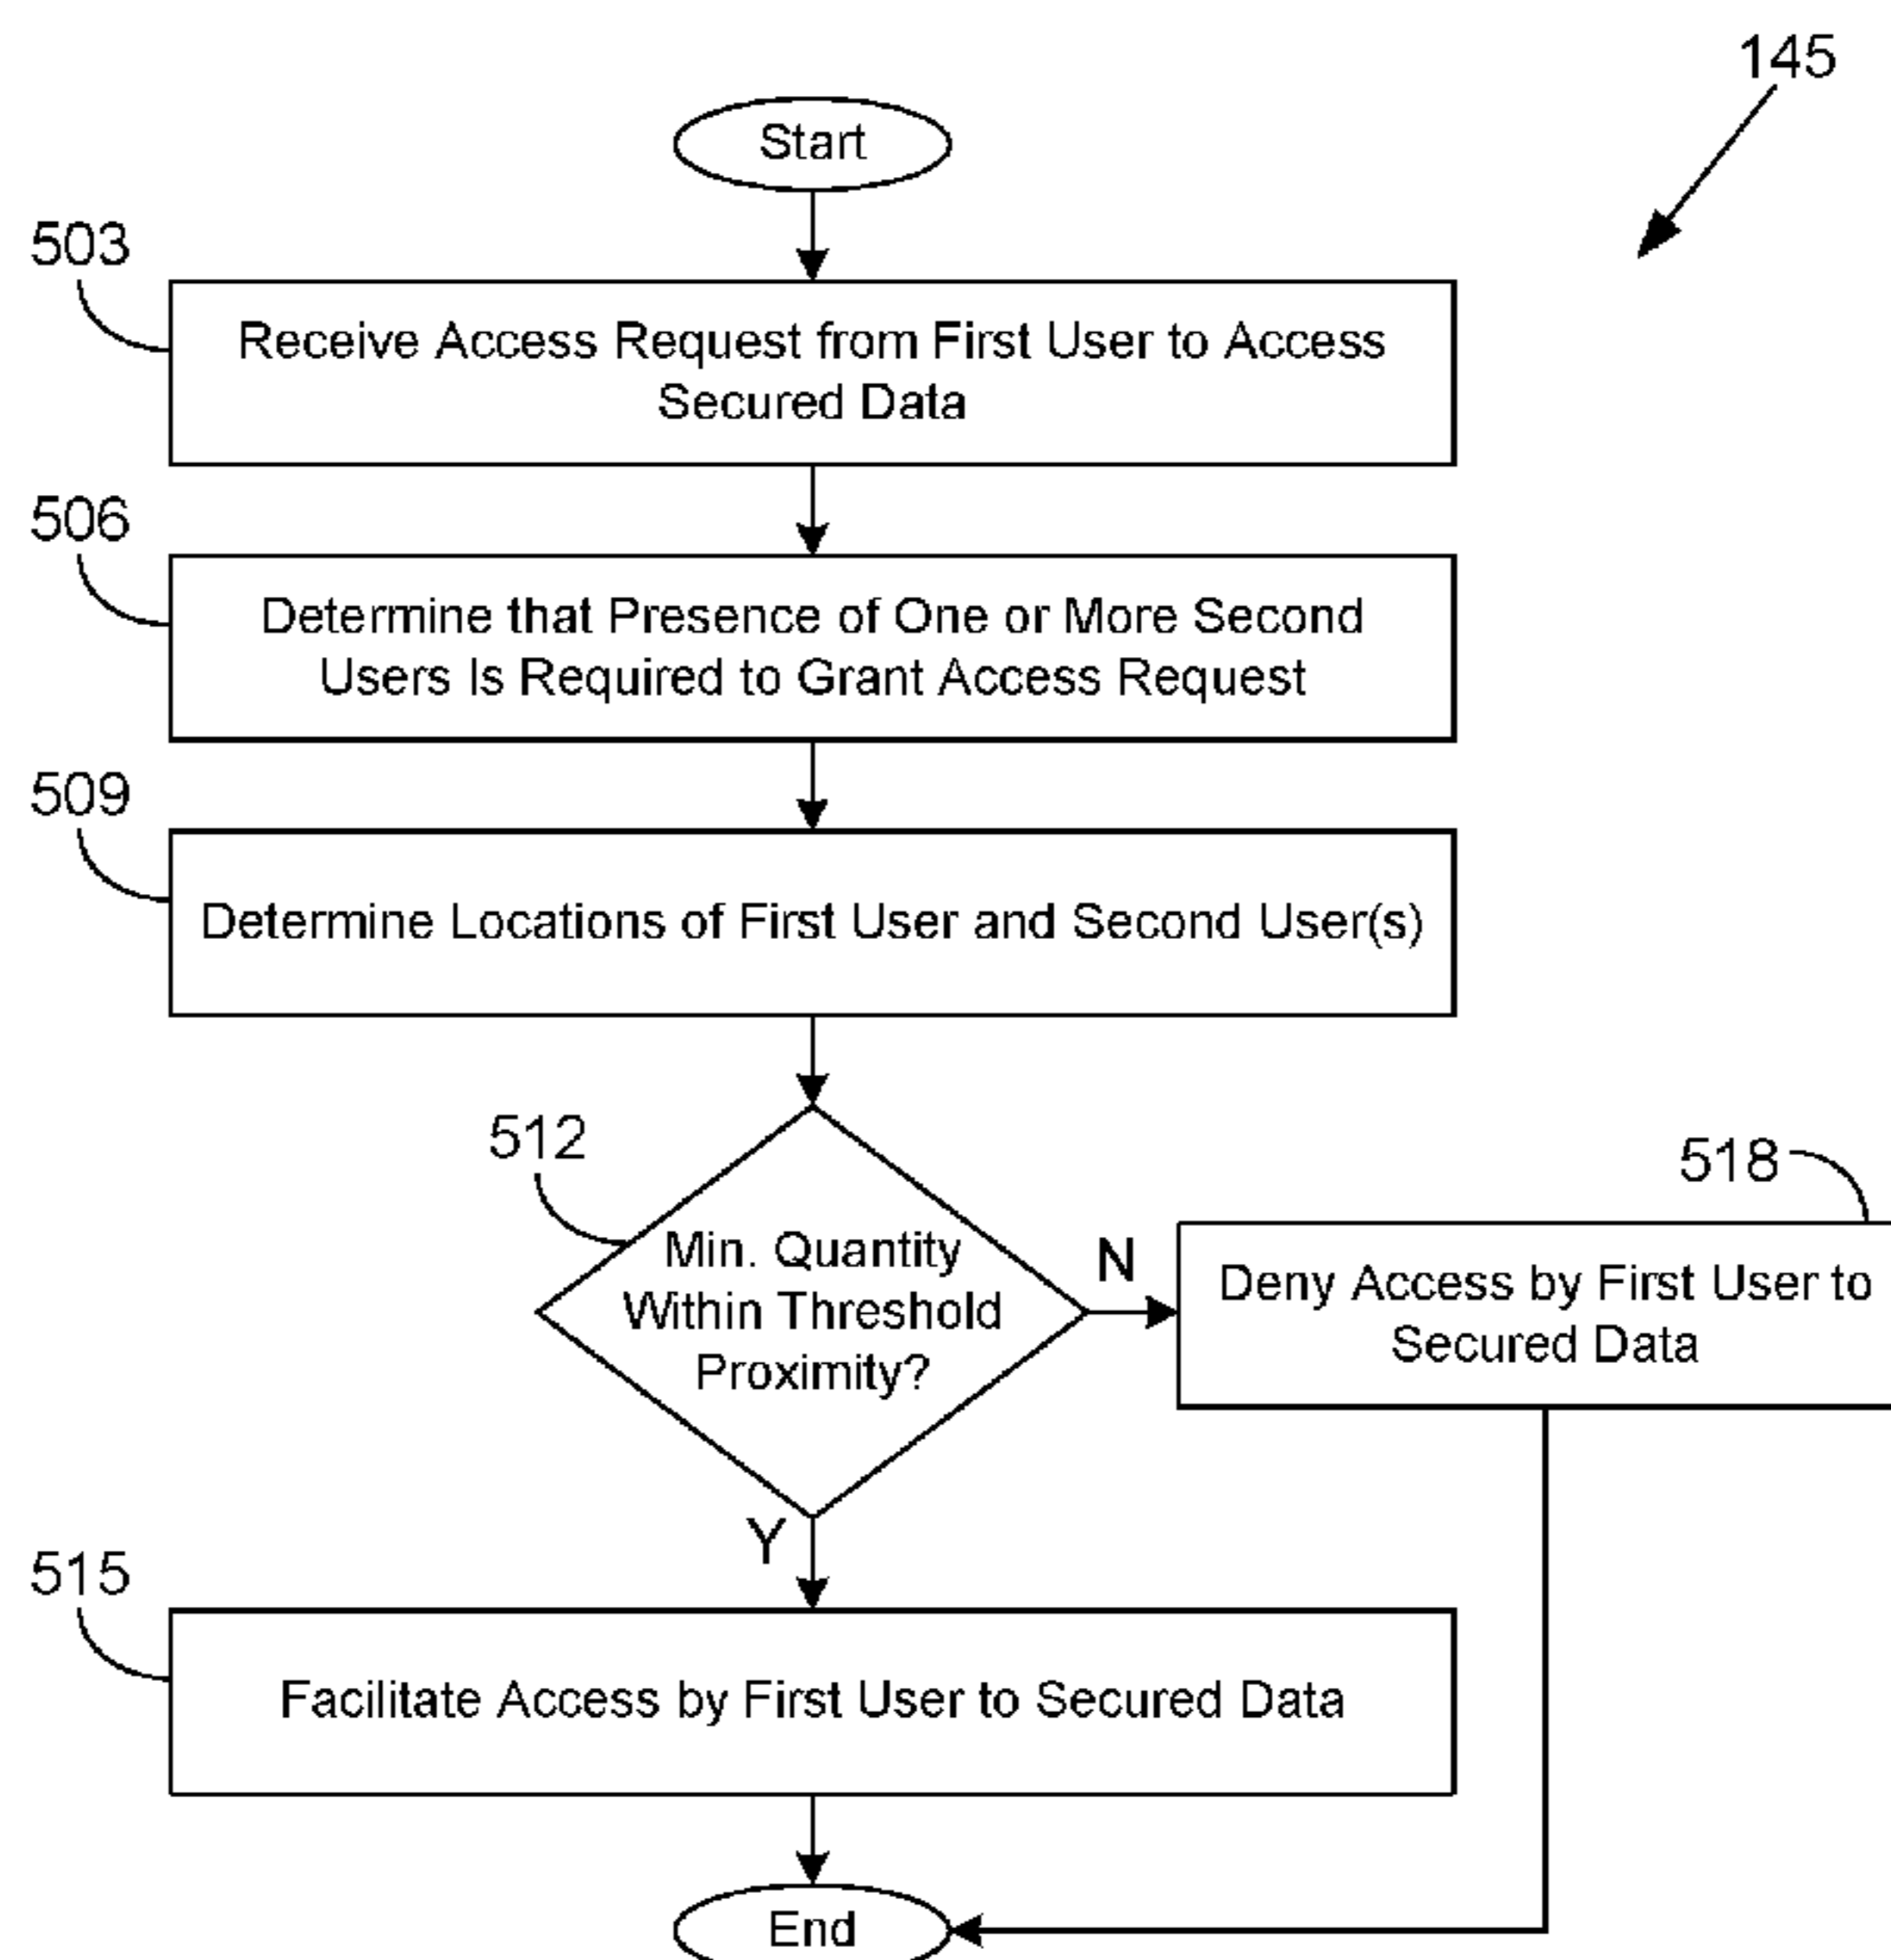 145
Start
503
Receive Access Request from First User to Access
Secured Data
506
Determine that Presence of One or More Second
Users Is Required to Grant Access Request
509
Determine Locations of First User and Second User(s)
512
Min. Quantity
Within Threshold
Proximity?
N
518
Deny Access by First User to
Secured Data
Y
515
Facilitate Access by First User to Secured Data
End